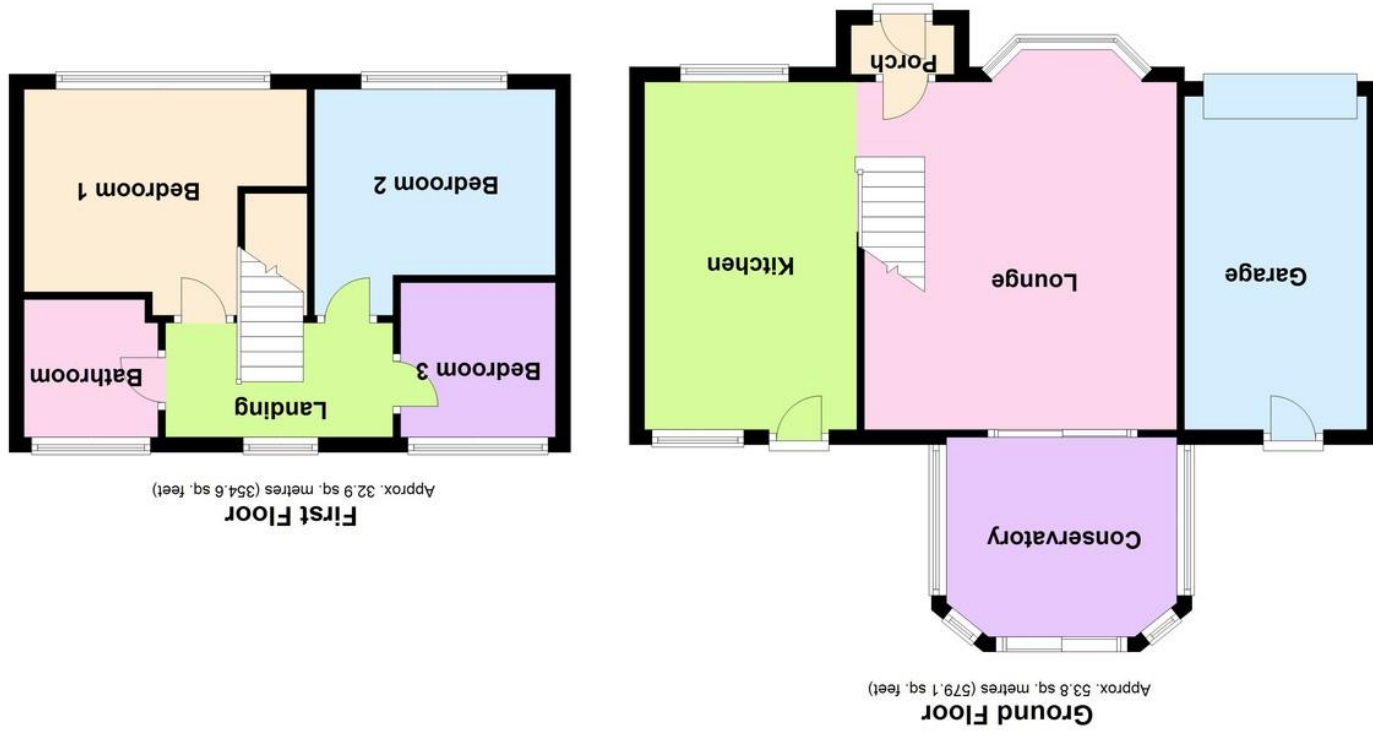 Ground Floor
Approx. 53.8 sq. metres (579.1 sq. feet)
Conservatory
Garage
Lounge
Kitchen
Porch
First Floor
Approx. 32.9 sq. metres (354.6 sq. feet)
Landing
Bedroom 3
Bathroom
Bedroom 2
Bedroom 1